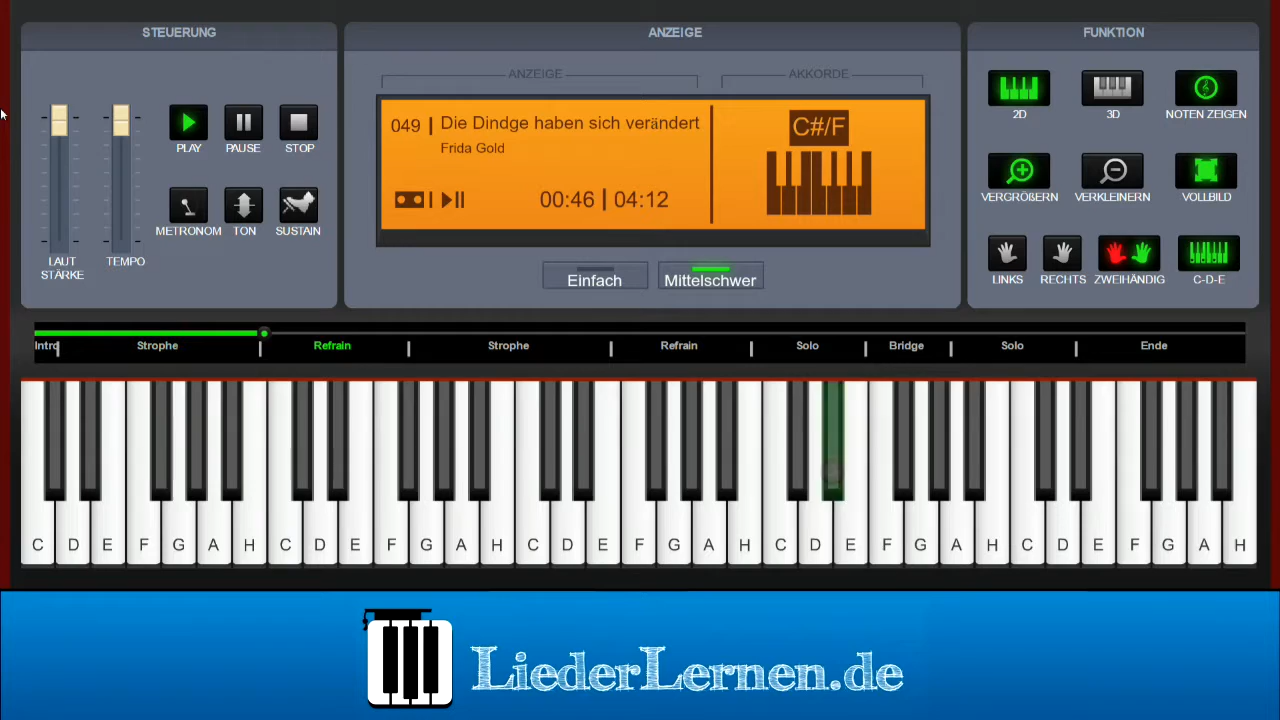 STEUERUNG
ANZEIGE
FUNKTION
ANZEIGE
AKKORDE
049 | Die Dindge haben sich verändert
Frida Gold
C#/F
00:46 | 04:12
PLAY
PAUSE
STOP
METRONOM
TON
SUSTAIN
LAUT
STÄRKE
TEMPO
Einfach
Mittelschwer
2D
3D
NOTEN ZEIGEN
VERGRÖßERN
VERKLEINERN
VOLLBILD
LINKS
RECHTS
ZWEIHÄNDIG
C-D-E
Intro
Strophe
Refrain
Strophe
Refrain
Solo
Bridge
Solo
Ende
C D E F G A H C D E F G A H C D E F G A H C D E F G A H C D E F G A H
LiederLernen.de